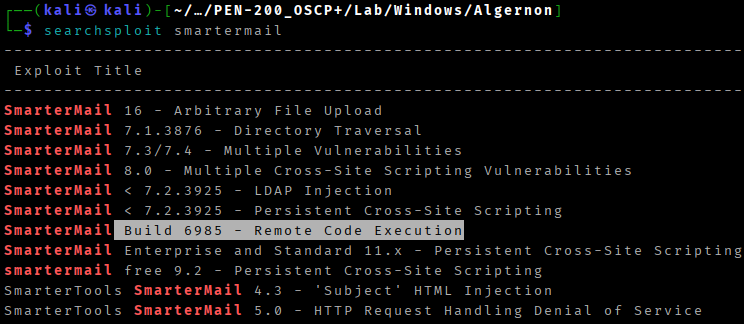 ┌──(kali㉿kali)-[~/…/PEN-200_OSCP+/Lab/Windows/Algernon]
└─$ searchsploit smartermail
---------------------------------------------------------------------------
Exploit Title
---------------------------------------------------------------------------
SmarterMail 16 - Arbitrary File Upload
SmarterMail 7.1.3876 - Directory Traversal
SmarterMail 7.3/7.4 - Multiple Vulnerabilities
SmarterMail 8.0 - Multiple Cross-Site Scripting Vulnerabilities
SmarterMail < 7.2.3925 - LDAP Injection
SmarterMail < 7.2.3925 - Persistent Cross-Site Scripting
SmarterMail Build 6985 - Remote Code Execution
SmarterMail Enterprise and Standard 11.x - Persistent Cross-Site Scripting
smartermail free 9.2 - Persistent Cross-Site Scripting
SmarterTools SmarterMail 4.3 - 'Subject' HTML Injection
SmarterTools SmarterMail 5.0 - HTTP Request Handling Denial of Service